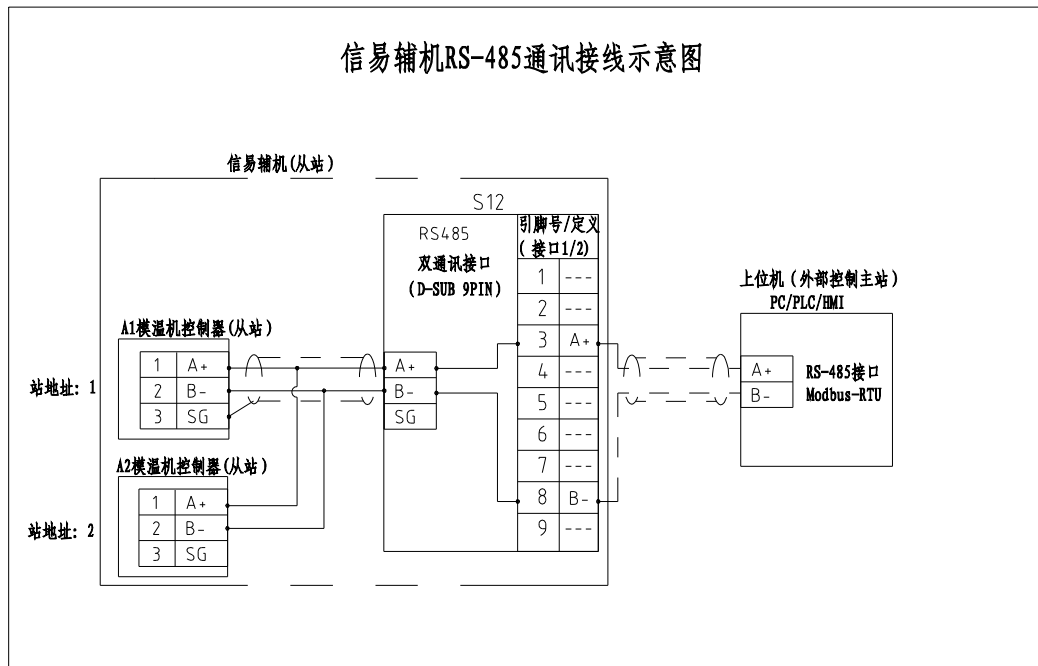 信易辅机RS-485通讯接线示意图
信易辅机(从站)
S12
RS485
双通讯接口
(D-SUB 9PIN)
引脚号/定义
( 接口1/2)
1 ---
2 ---
3 A+
4 ---
5 ---
6 ---
7 ---
8 B-
9 ---
A+
B-
SG
A1模温机控制器(从站)
站地址: 1
1 A+
2 B-
3 SG
A2模温机控制器(从站)
站地址: 2
1 A+
2 B-
3 SG
上位机 (外部控制主站)
PC/PLC/HMI
A+
B-
RS-485接口
Modbus-RTU